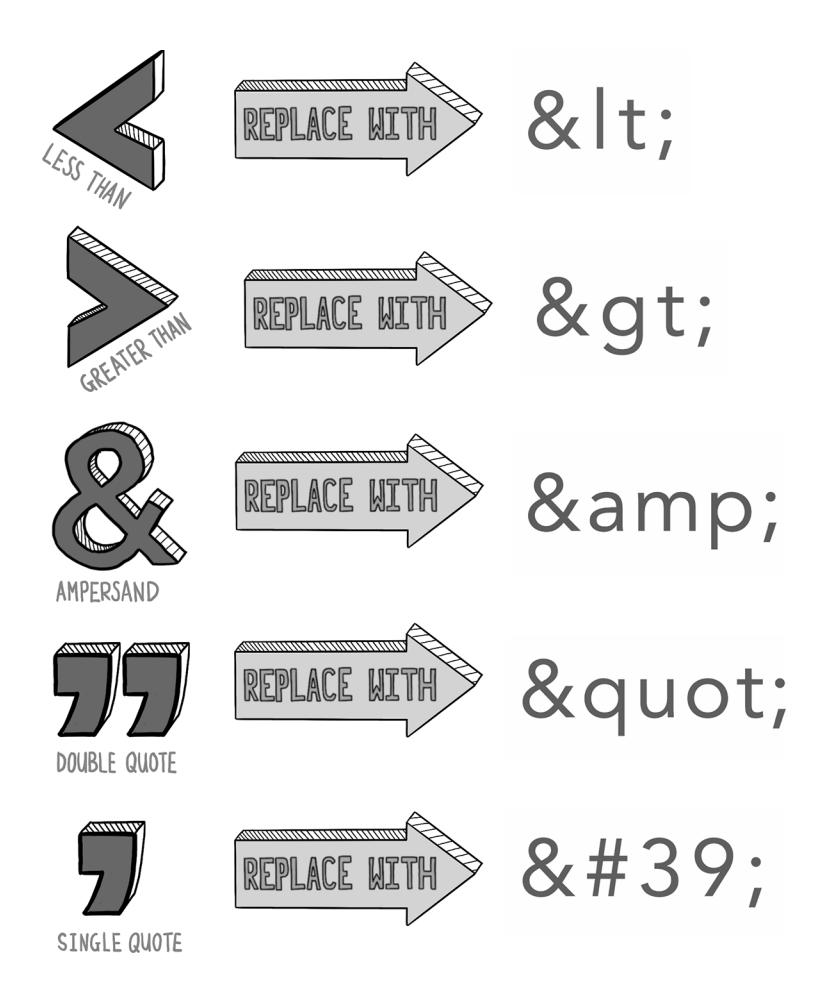 <
REPLACE WITH
&lt;
LESS THAN
>
REPLACE WITH
&gt;
GREATER THAN
&
REPLACE WITH
&amp;
AMPERSAND
"
REPLACE WITH
&quot;
DOUBLE QUOTE
'
REPLACE WITH
&#39;
SINGLE QUOTE